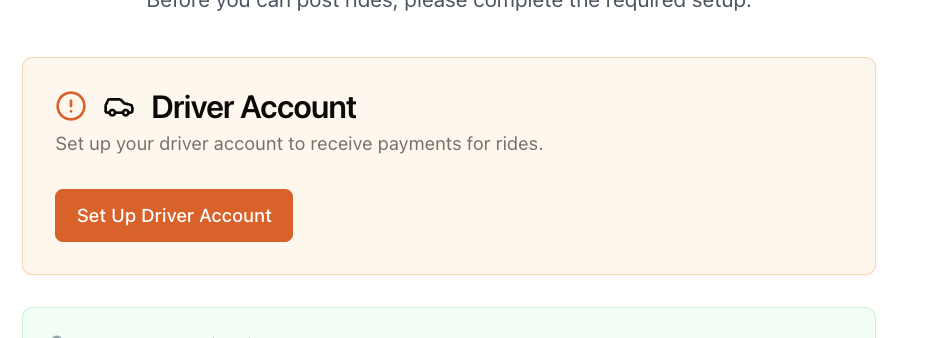 Before you can post rides, please complete the required setup.
Driver Account
Set up your driver account to receive payments for rides.
Set Up Driver Account